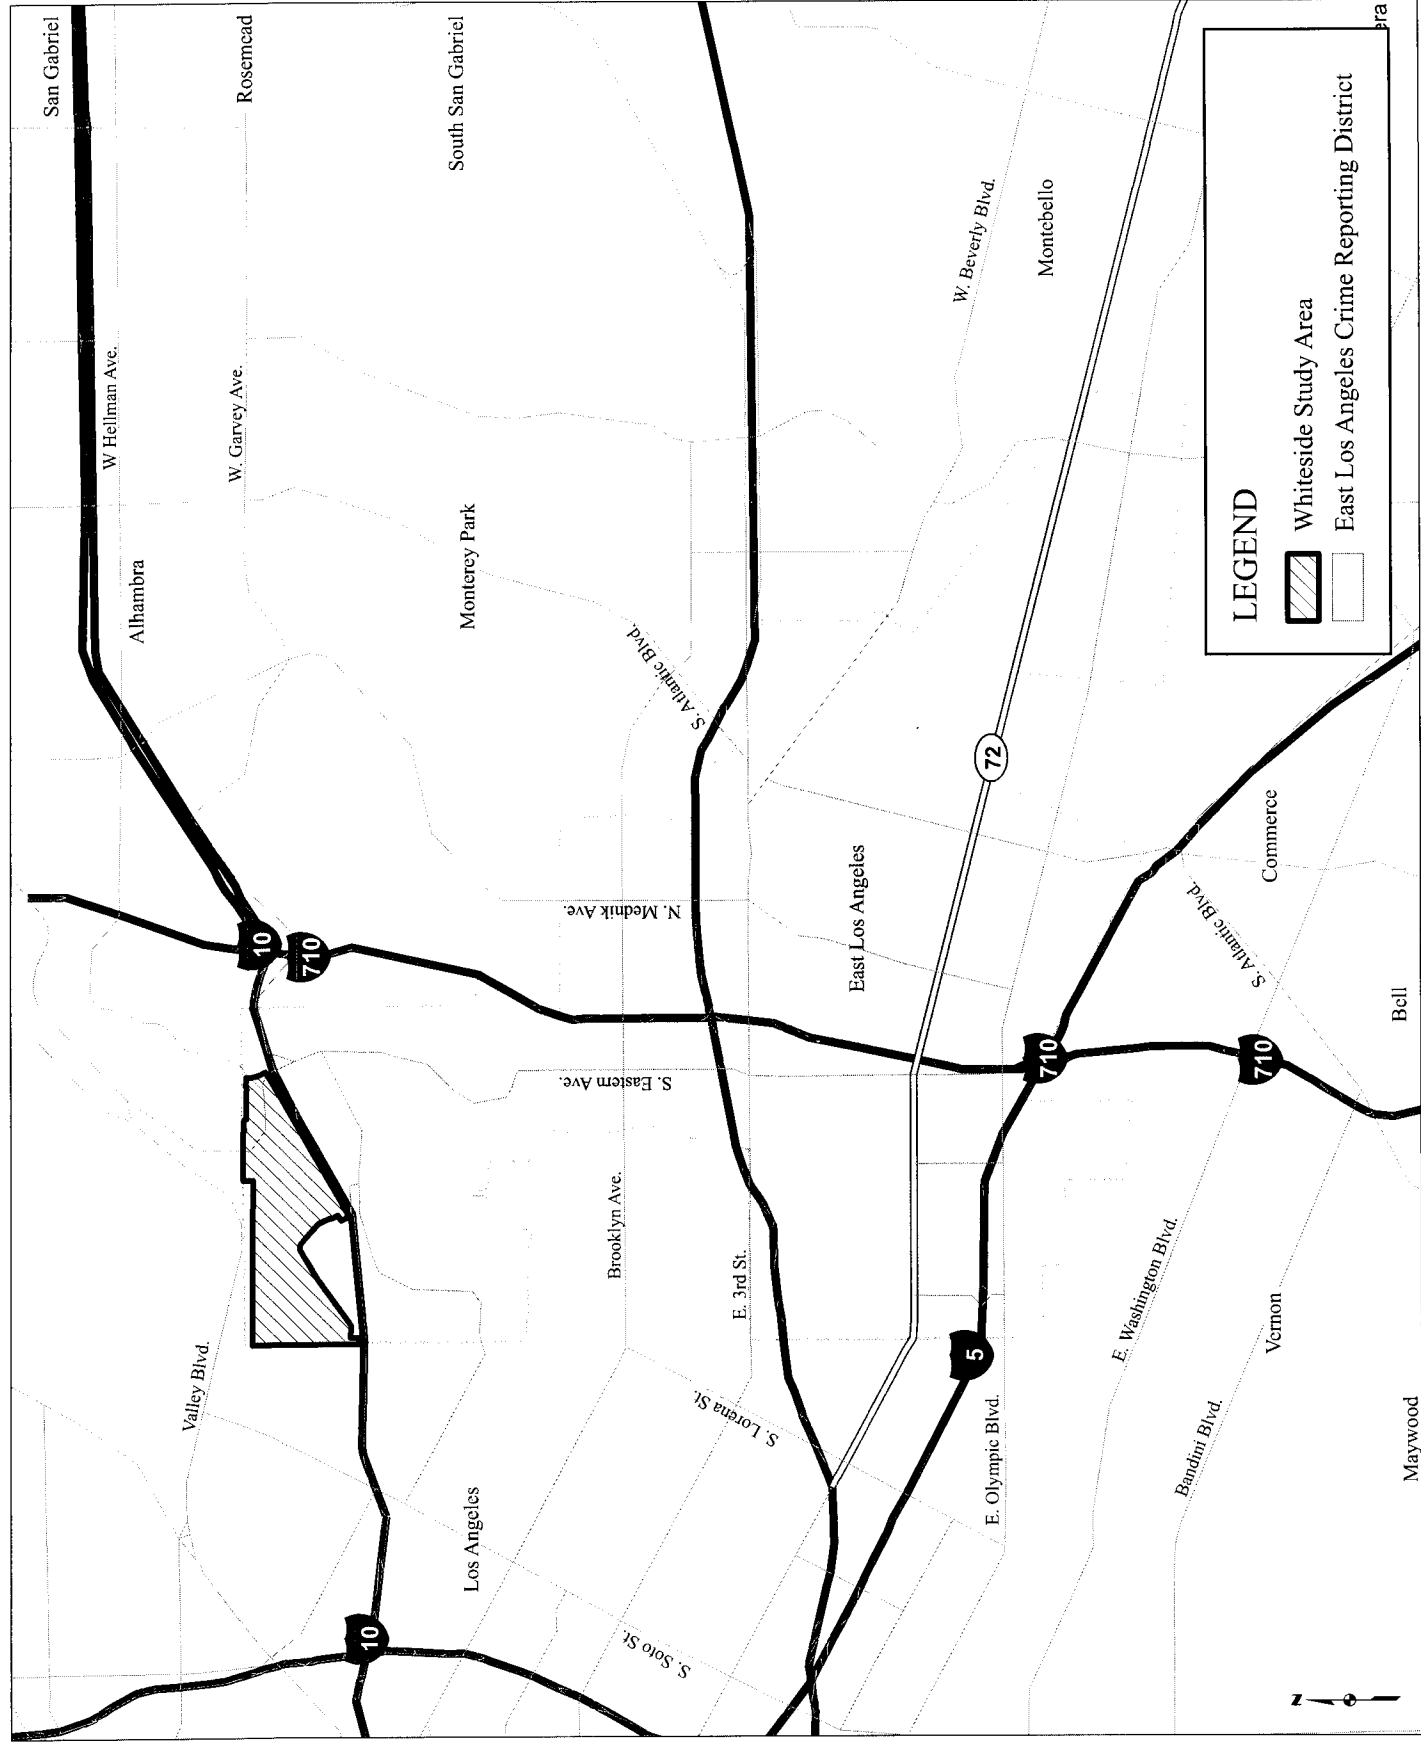 San Gabriel
W Hellman Ave.
Alhambra
Rosemead
W. Garvey Ave.
10
710
Valley Blvd.
South San Gabriel
Monterey Park
10
Los Angeles
S. Atlantic Blvd.
N. Mednik Ave.
S. Eastern Ave.
Brooklyn Ave.
E. 3rd St.
S. Lorena St.
S. Soto St.
W. Beverly Blvd.
Montebello
72
East Los Angeles
710
5
E. Olympic Blvd.
Commerce
S. Atlantic Blvd.
710
Bell
E. Washington Blvd.
Vernon
Bandini Blvd.
Maywood
era
LEGEND
Whiteside Study Area
East Los Angeles Crime Reporting District
N